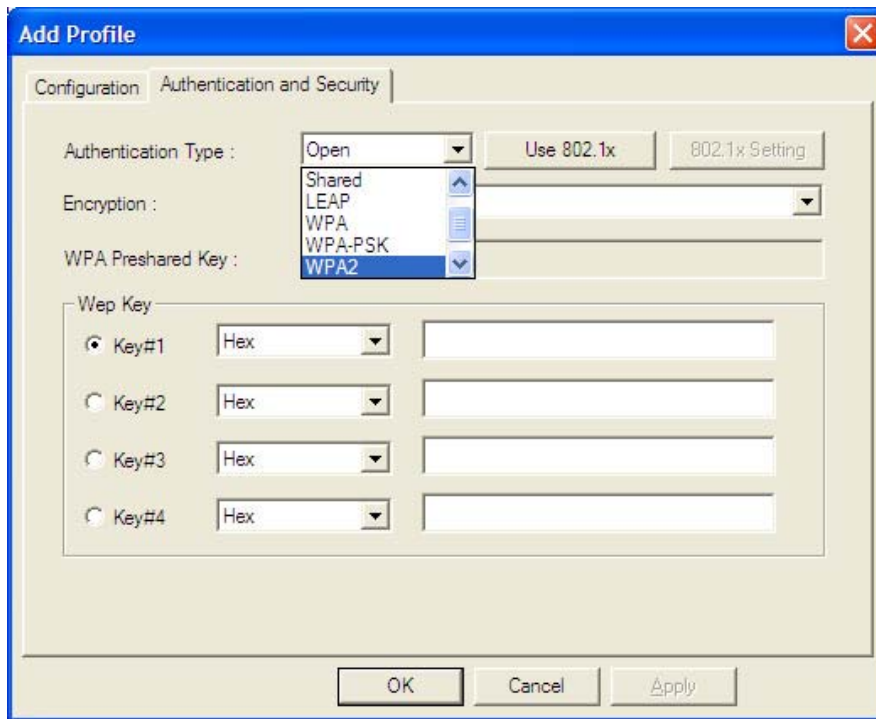 Add Profile
Configuration Authentication and Security
Authentication Type : Open Use 802.1x 802.1x Setting
Shared
LEAP
WPA
WPA-PSK
WPA2
Encryption :
WPA Preshared Key :
Wep Key
Key#1 Hex
Key#2 Hex
Key#3 Hex
Key#4 Hex
OK Cancel Apply